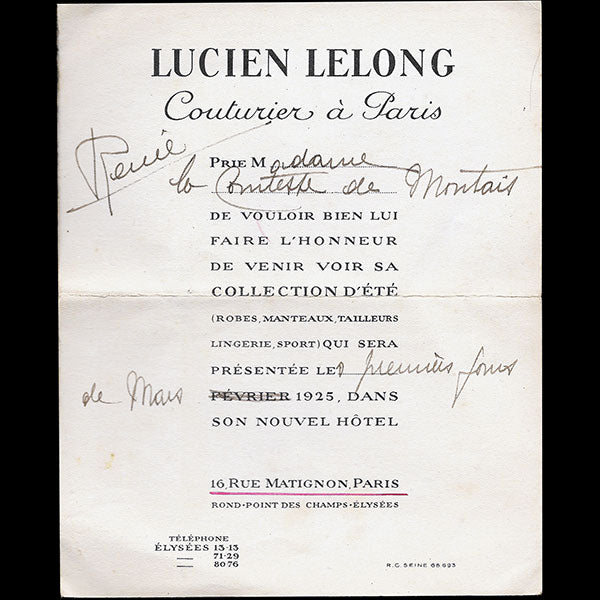 LUCIEN LELONG
Couturier à Paris
Renée
PRIE Madame
la Comtesse de Montais
DE VOULOIR BIEN LUI
FAIRE L'HONNEUR
DE VENIR VOIR SA
COLLECTION D'ÉTÉ
(ROBES, MANTEAUX, TAILLEURS
LINGERIE, SPORT) QUI SERA
PRÉSENTÉE LES premiers jours
de Mars FÉVRIER 1925, DANS
SON NOUVEL HÔTEL
16, RUE MATIGNON, PARIS
ROND-POINT DES CHAMPS-ÉLYSÉES
TÉLÉPHONE
ÉLYSÉES 13-13
— 71-29
— 80 76
R.C. SEINE 68.693